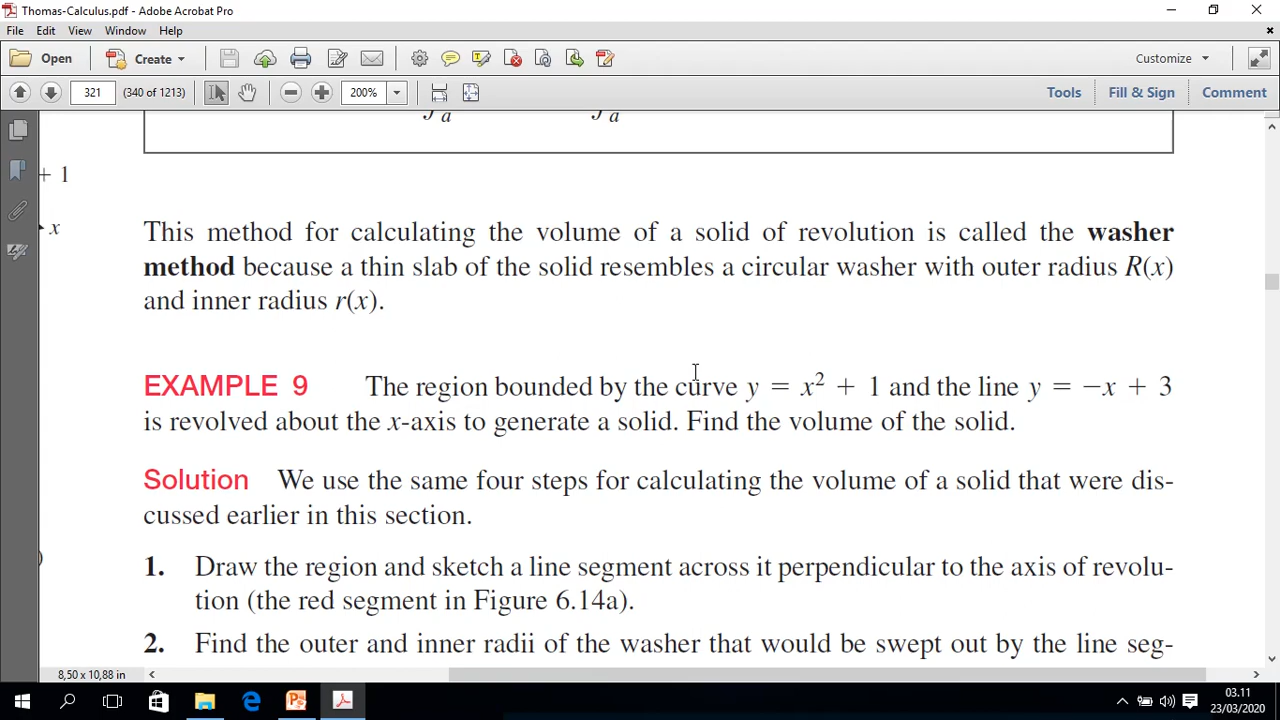 Thomas-Calculus.pdf - Adobe Acrobat Pro
File Edit View Window Help
Open Create Customize
321 (340 of 1213) 200% Tools Fill & Sign Comment
a a
+ 1
x
This method for calculating the volume of a solid of revolution is called the washer
method because a thin slab of the solid resembles a circular washer with outer radius R(x)
and inner radius r(x).
EXAMPLE 9 The region bounded by the curve y = x² + 1 and the line y = −x + 3
is revolved about the x-axis to generate a solid. Find the volume of the solid.
Solution We use the same four steps for calculating the volume of a solid that were dis-
cussed earlier in this section.
1. Draw the region and sketch a line segment across it perpendicular to the axis of revolu-
tion (the red segment in Figure 6.14a).
2. Find the outer and inner radii of the washer that would be swept out by the line seg-
)
8,50 x 10,88 in
03.11
23/03/2020